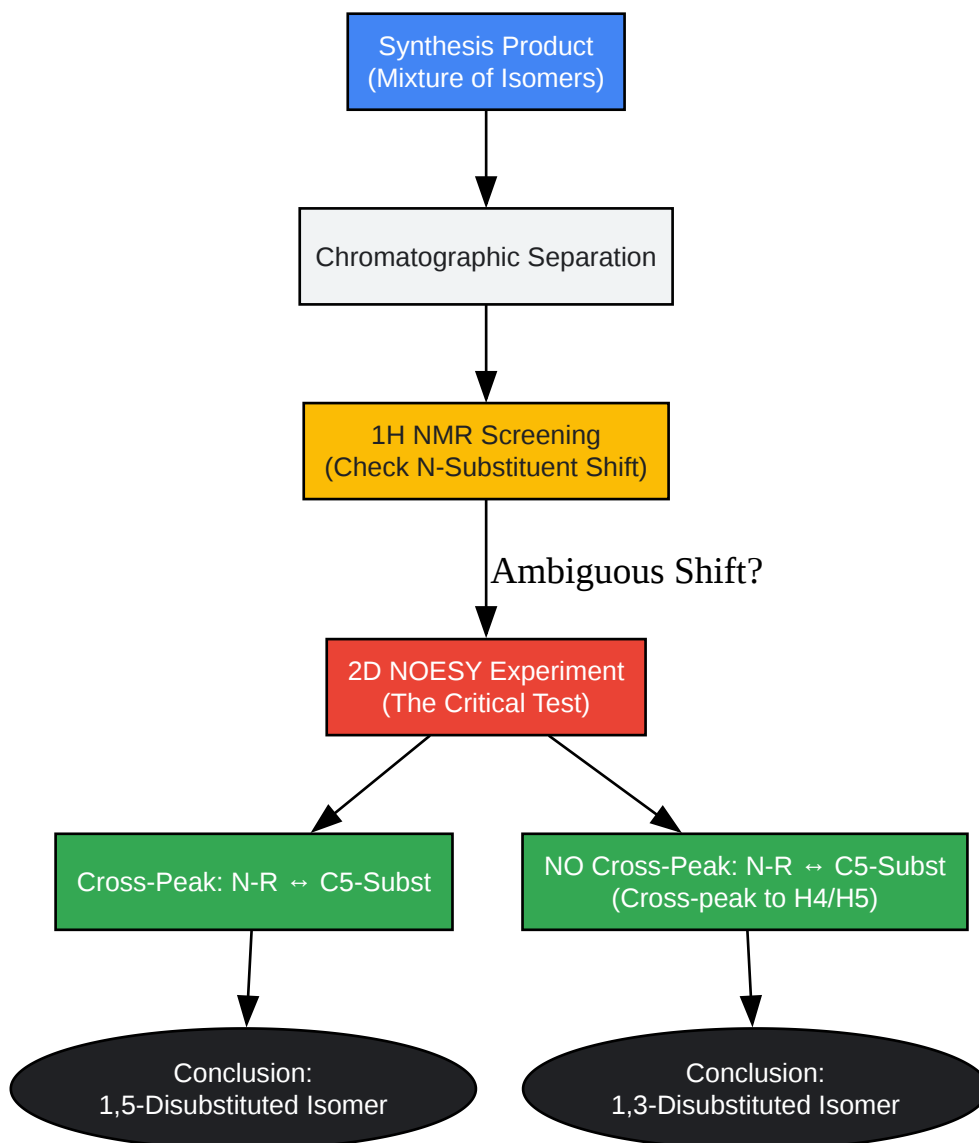 Synthesis Product
(Mixture of Isomers)
Chromatographic Separation
1H NMR Screening
(Check N-Substituent Shift)
Ambiguous Shift?
2D NOESY Experiment
(The Critical Test)
Cross-Peak: N-R ↔ C5-Subst
NO Cross-Peak: N-R ↔ C5-Subst
(Cross-peak to H4/H5)
Conclusion:
1,5-Disubstituted Isomer
Conclusion:
1,3-Disubstituted Isomer